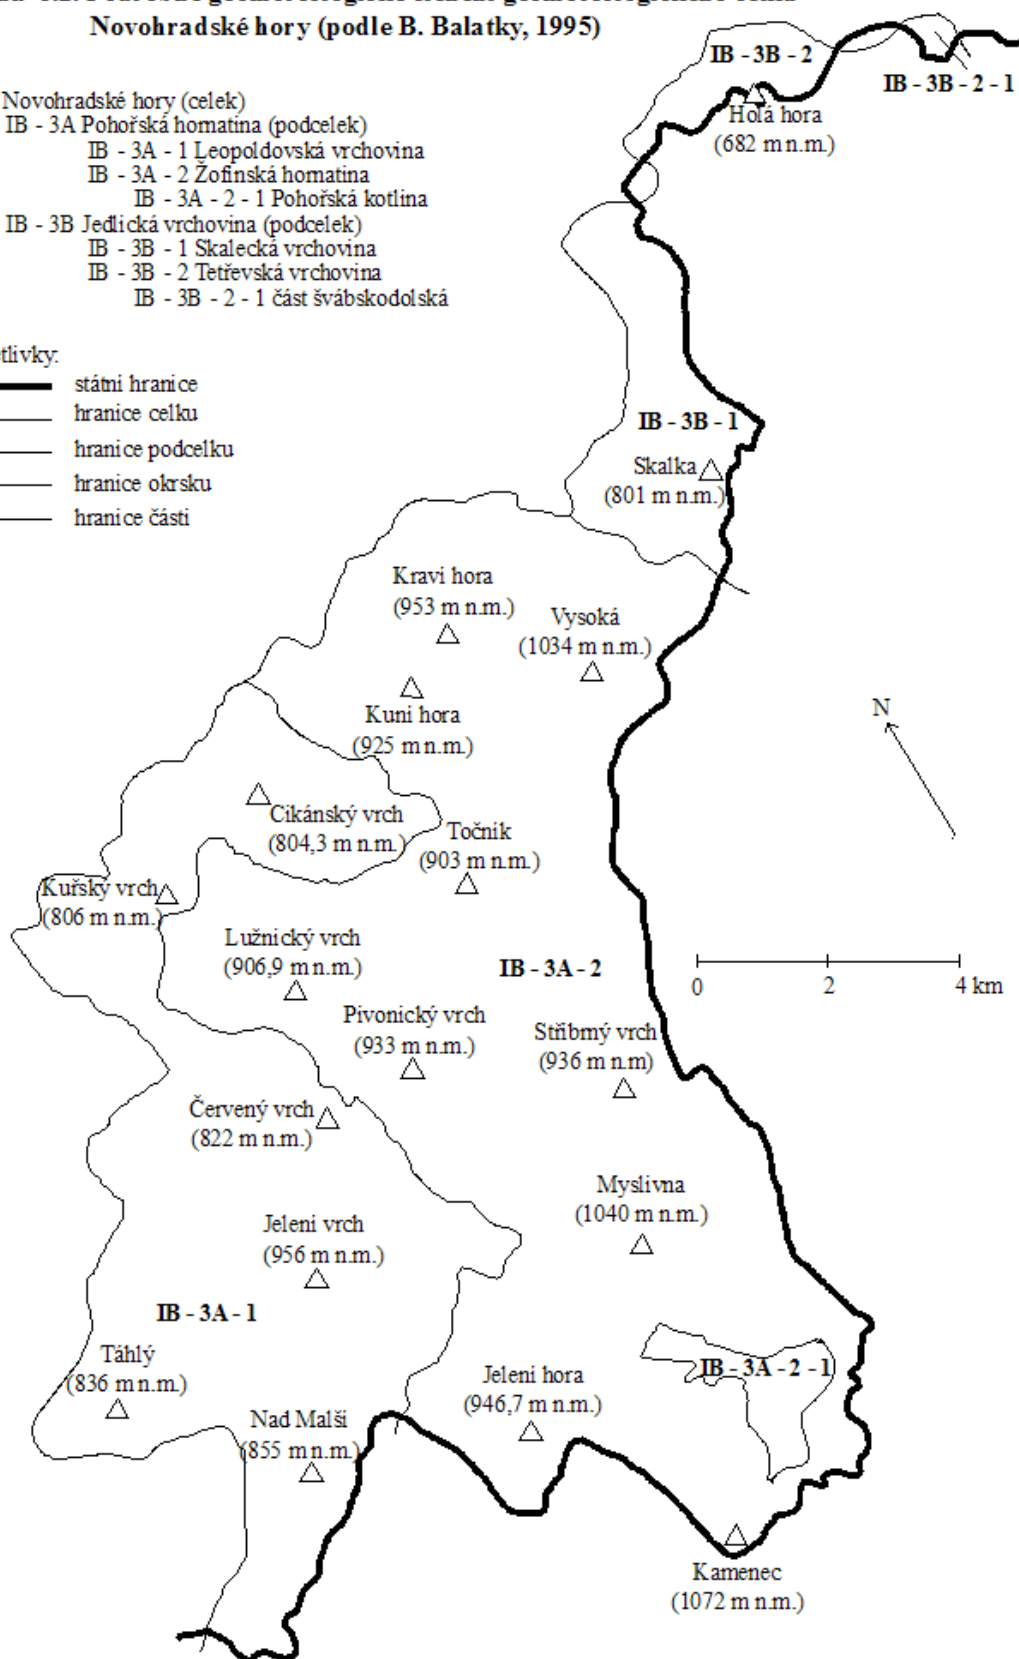 Novohradské hory (podle B. Balatky, 1995)
IB - 3B - 2
IB - 3B - 2 - 1
Holá hora
(682 m n.m.)
Novohradské hory (celek)
IB - 3A Pohořská hornatina (podcelek)
IB - 3A - 1 Leopoldovská vrchovina
IB - 3A - 2 Žofínská hornatina
IB - 3A - 2 - 1 Pohořská kotlina
IB - 3B Jedlická vrchovina (podcelek)
IB - 3B - 1 Skalecká vrchovina
IB - 3B - 2 Tetřevská vrchovina
IB - 3B - 2 - 1 část švábskodolská
státní hranice
hranice celku
hranice podcelku
hranice okrsku
hranice části
IB - 3B - 1
Skalka
(801 m n.m.)
Kraví hora
(953 m n.m.)
Vysoká
(1034 m n.m.)
Kuní hora
(925 m n.m.)
N
Cikánský vrch
(804,3 m n.m.)
Točník
(903 m n.m.)
Kuřský vrch
(806 m n.m.)
Lužnický vrch
(906,9 m n.m.)
IB - 3A - 2
0 2 4 km
Pivonický vrch
(933 m n.m.)
Stříbrný vrch
(936 m n.m)
Červený vrch
(822 m n.m.)
Myslivna
(1040 m n.m.)
Jelení vrch
(956 m n.m.)
IB - 3A - 1
Táhlý
(836 m n.m.)
IB - 3A - 2 - 1
Jelení hora
(946,7 m n.m.)
Nad Malší
(855 m n.m.)
Kamenec
(1072 m n.m.)